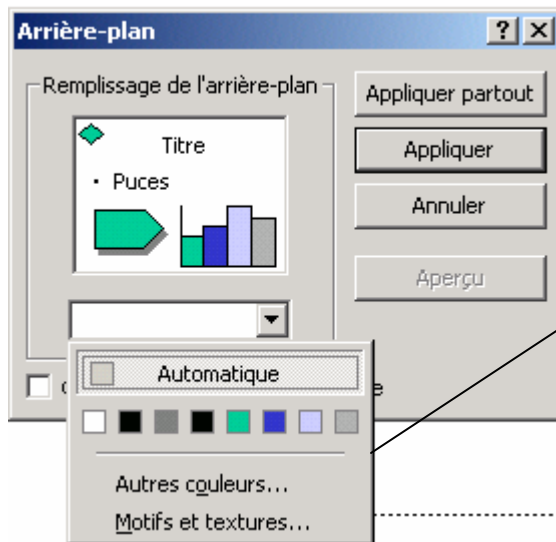 Arrière-plan
Remplissage de l'arrière-plan
Titre
• Puces
Appliquer partout
Appliquer
Annuler
Aperçu
Automatique
Autres couleurs...
Motifs et textures...